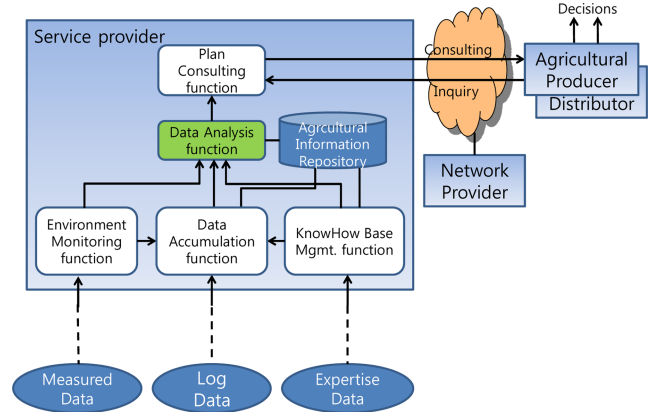 Decisions
Service provider
Plan
Consulting
function
Consulting
Inquiry
Agricultural
Producer
Distributor
Data Analysis
function
Agrcultural
Information
Repository
Network
Provider
Environment
Monitoring
function
Data
Accumulation
function
KnowHow Base
Mgmt. function
Measured
Data
Log
Data
Expertise
Data